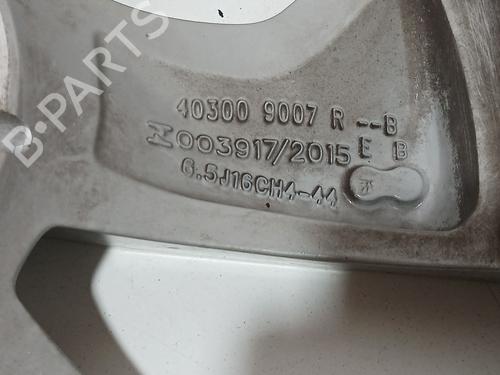 B-PARTS
40300 9007 R --B
003917/2015 E B
6.5J16CH4-44